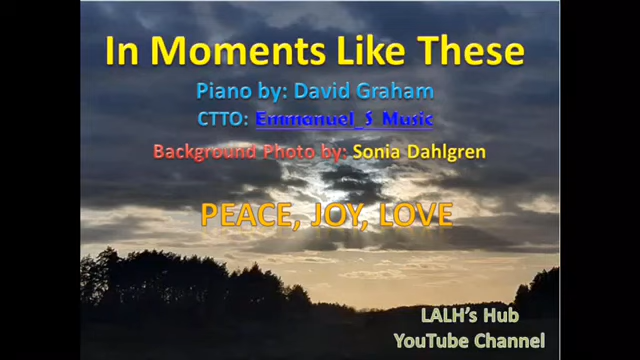 In Moments Like These
Piano by: David Graham
CTTO: Emmanuel_S Music
Background Photo by: Sonia Dahlgren
PEACE, JOY, LOVE
LALH's Hub
YouTube Channel